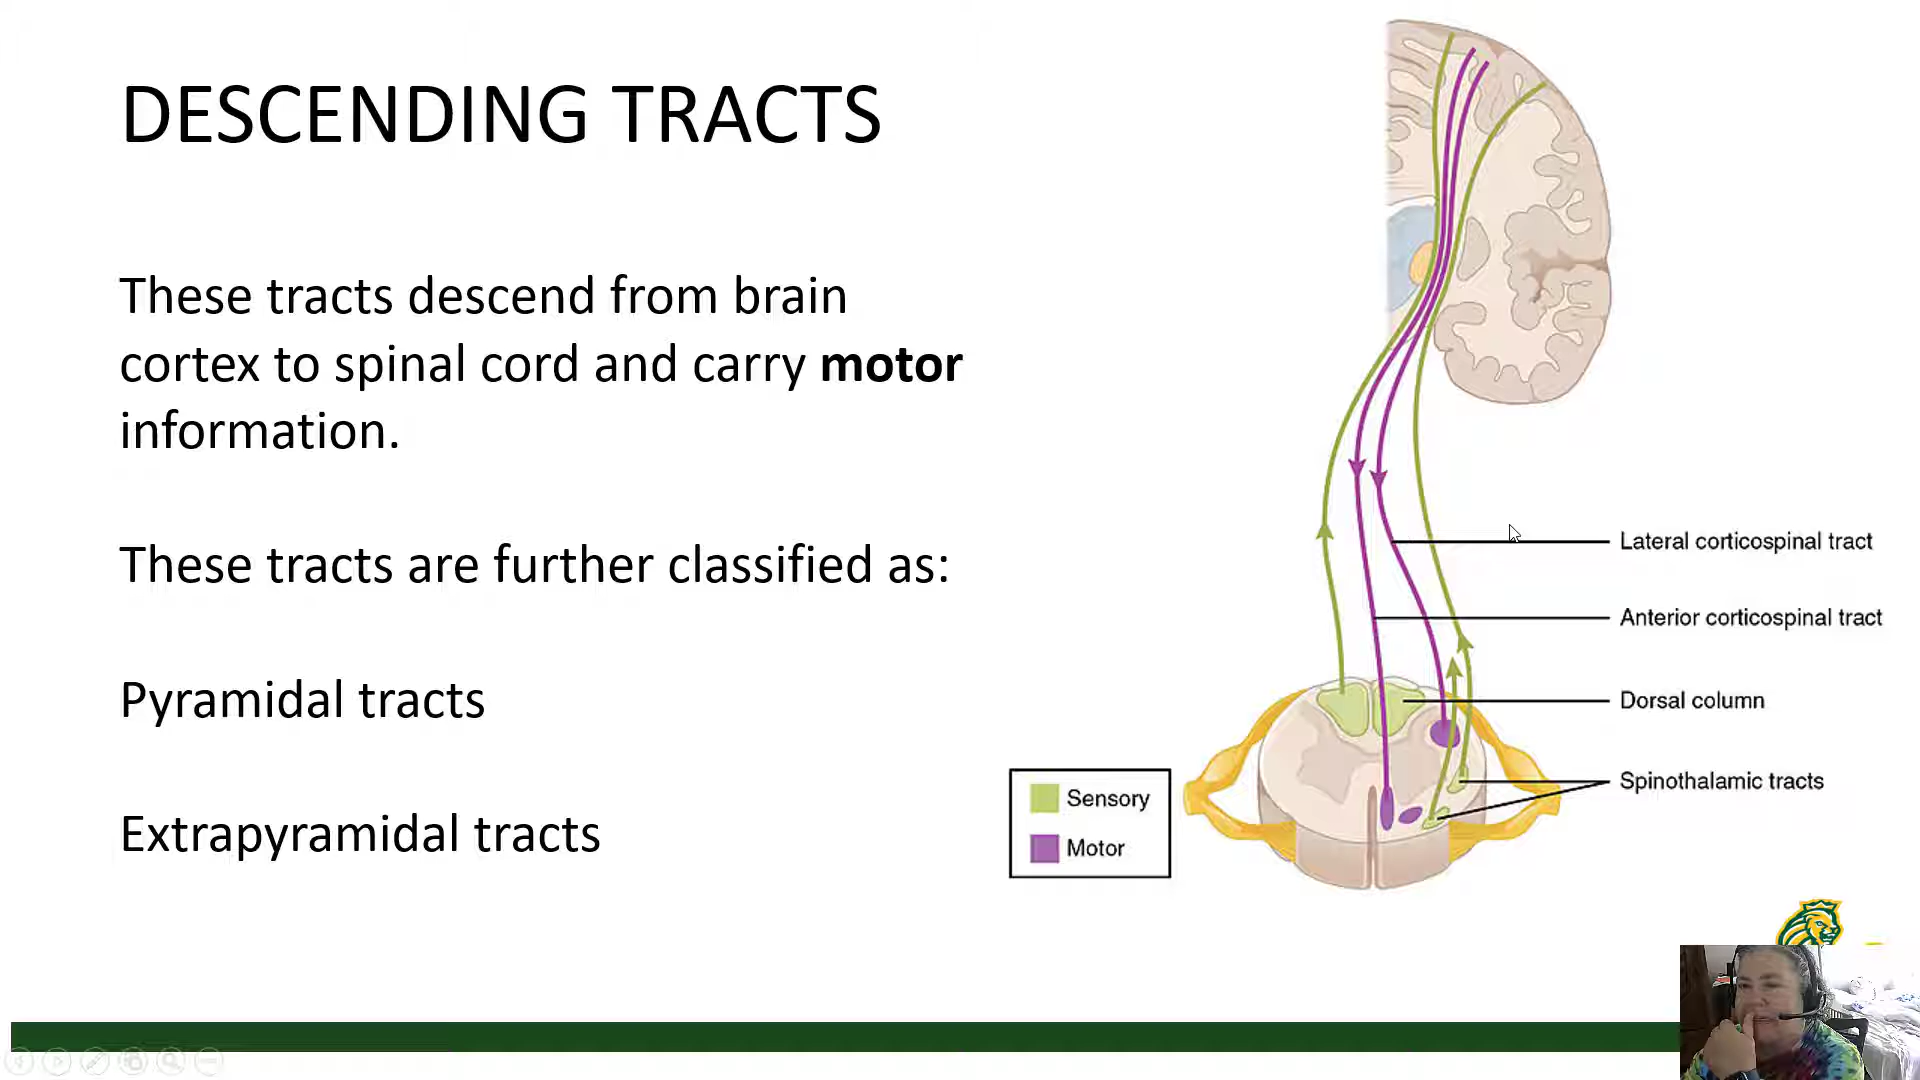 DESCENDING TRACTS
These tracts descend from brain
cortex to spinal cord and carry motor
information.
These tracts are further classified as:
Pyramidal tracts
Extrapyramidal tracts
Lateral corticospinal tract
Anterior corticospinal tract
Dorsal column
Spinothalamic tracts
Sensory
Motor